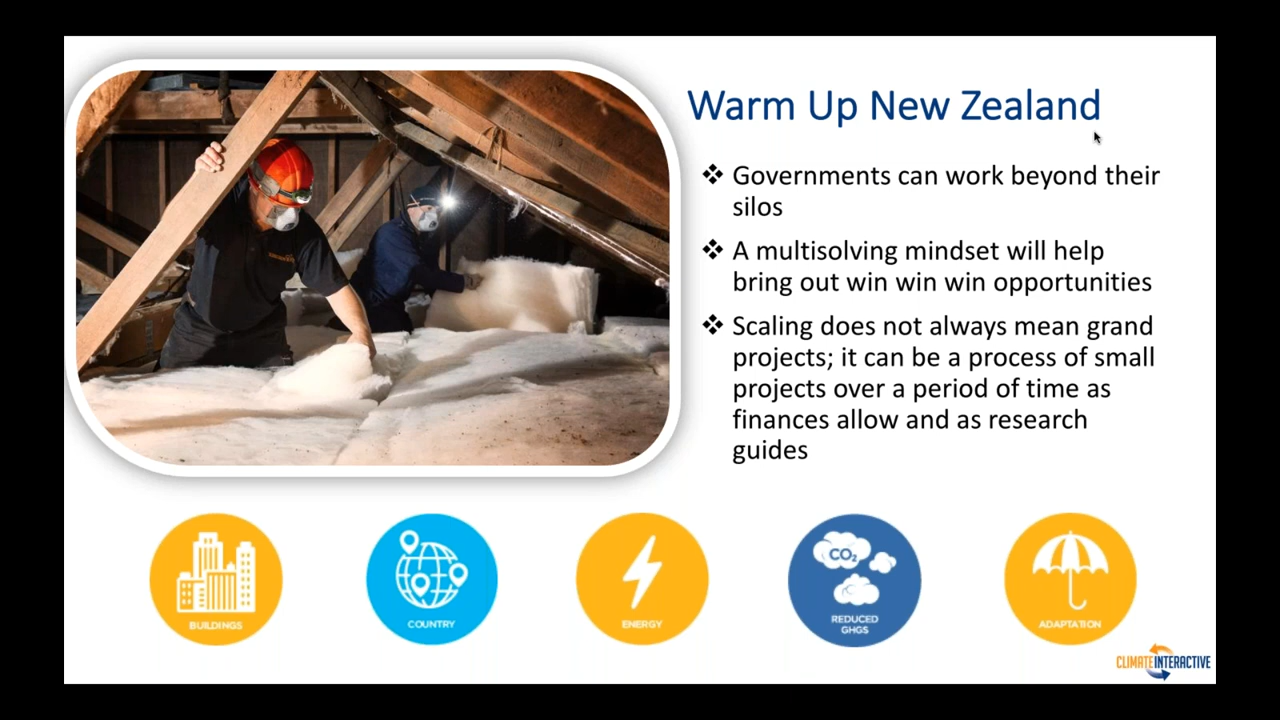 Warm Up New Zealand
❖ Governments can work beyond their
silos
❖ A multisolving mindset will help
bring out win win win opportunities
❖ Scaling does not always mean grand
projects; it can be a process of small
projects over a period of time as
finances allow and as research
guides
BUILDINGS
COUNTRY
ENERGY
CO₂
REDUCED
GHGS
ADAPTATION
CLIMATE INTERACTIVE